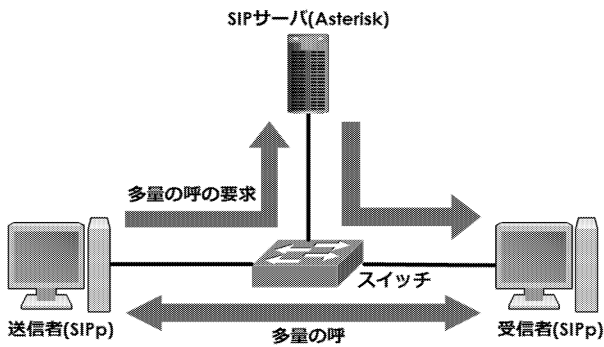 SIPサーバ(Asterisk)
多量の呼の要求
スイッチ
送信者(SIPp)
多量の呼
受信者(SIPp)